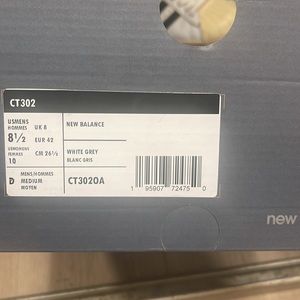 CT302
USMENS
HOMMES
8½
UK 8
EUR 42
USWOMENS
FEMMES
10
CM 26½
D
MENS/HOMMES
MEDIUM
MOYEN
NEW BALANCE
WHITE GREY
BLANC GRIS
CT302OA
1 95907 72475 0
new